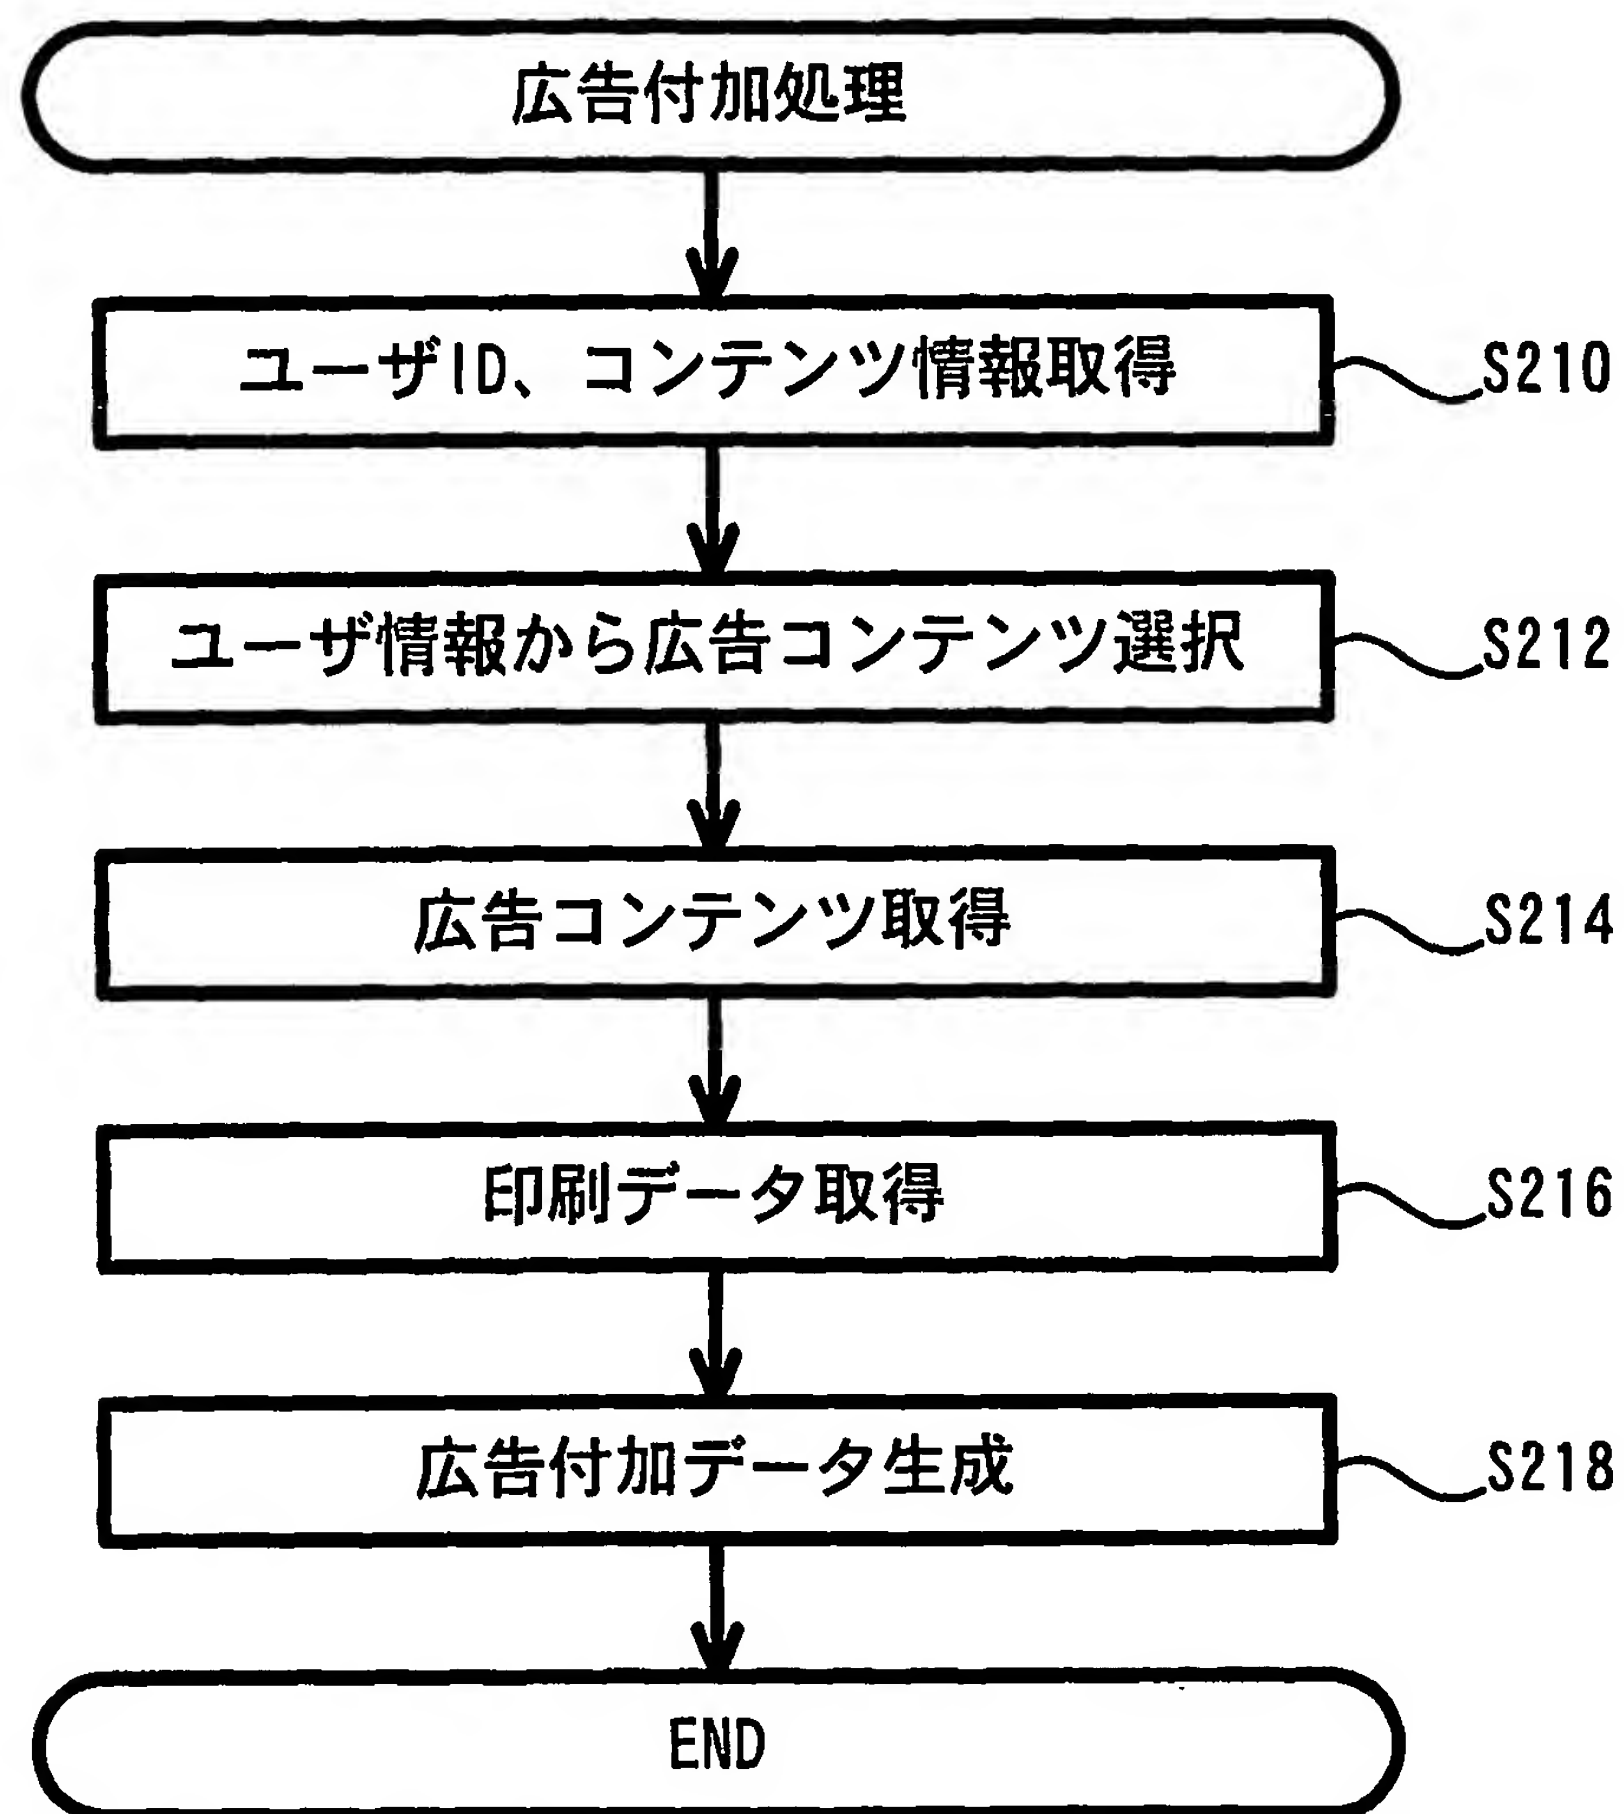 広告付加処理
ユーザID、コンテンツ情報取得 S210
ユーザ情報から広告コンテンツ選択 S212
広告コンテンツ取得 S214
印刷データ取得 S216
広告付加データ生成 S218
END